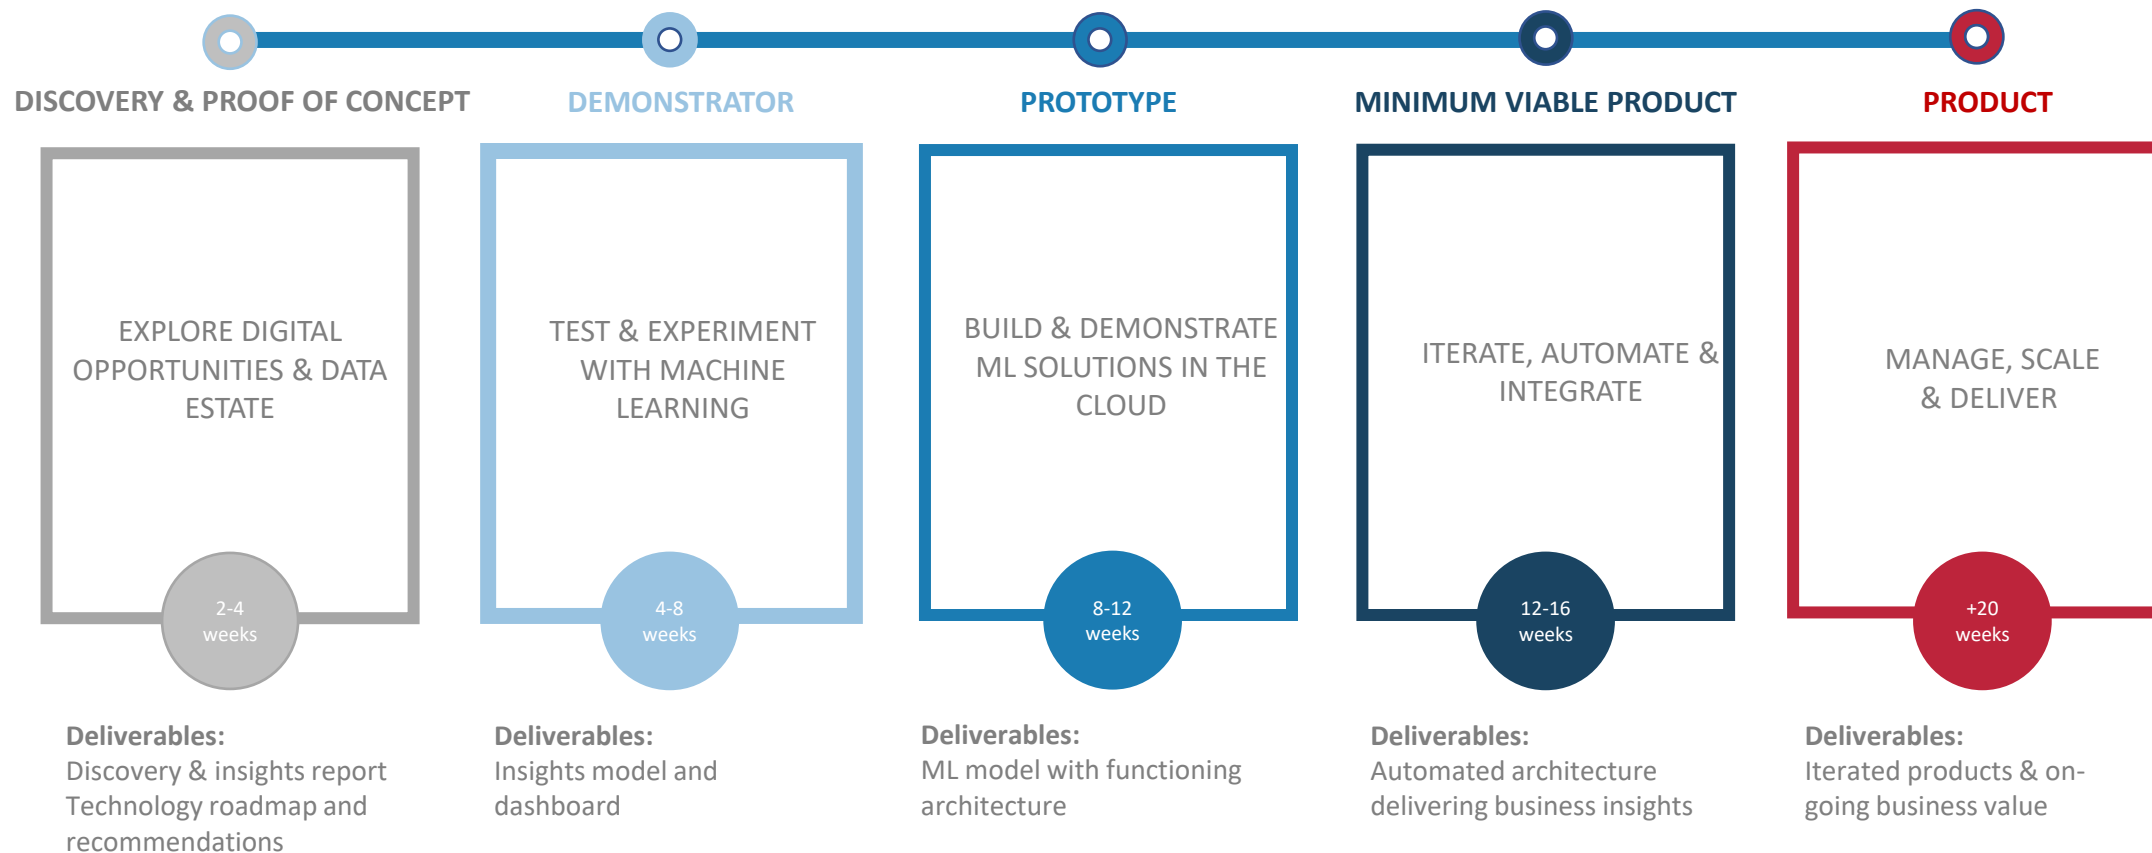 DISCOVERY & PROOF OF CONCEPT
EXPLORE DIGITAL
OPPORTUNITIES & DATA
ESTATE
2-4
weeks
Deliverables:
Discovery & insights report
Technology roadmap and
recommendations
DEMONSTRATOR
TEST & EXPERIMENT
WITH MACHINE
LEARNING
4-8
weeks
Deliverables:
Insights model and
dashboard
PROTOTYPE
BUILD & DEMONSTRATE
ML SOLUTIONS IN THE
CLOUD
8-12
weeks
Deliverables:
ML model with functioning
architecture
MINIMUM VIABLE PRODUCT
ITERATE, AUTOMATE &
INTEGRATE
12-16
weeks
Deliverables:
Automated architecture
delivering business insights
PRODUCT
MANAGE, SCALE
& DELIVER
+20
weeks
Deliverables:
Iterated products & on-
going business value